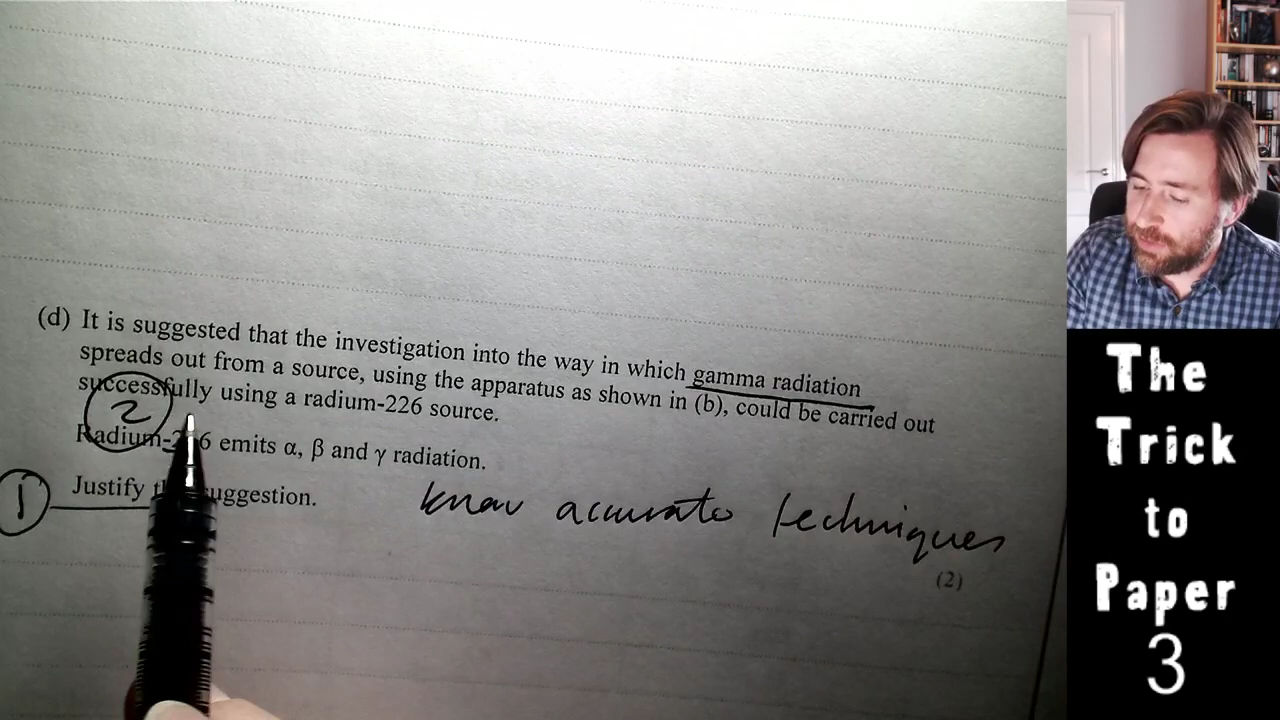 (d) It is suggested that the investigation into the way in which gamma radiation
spreads out from a source, using the apparatus as shown in (b), could be carried out
successfully using a radium-226 source.
2
Radium-226 emits α, β and γ radiation.
1
Justify suggestion.
know accurate techniques
(2)
The
Trick
to
Paper
3